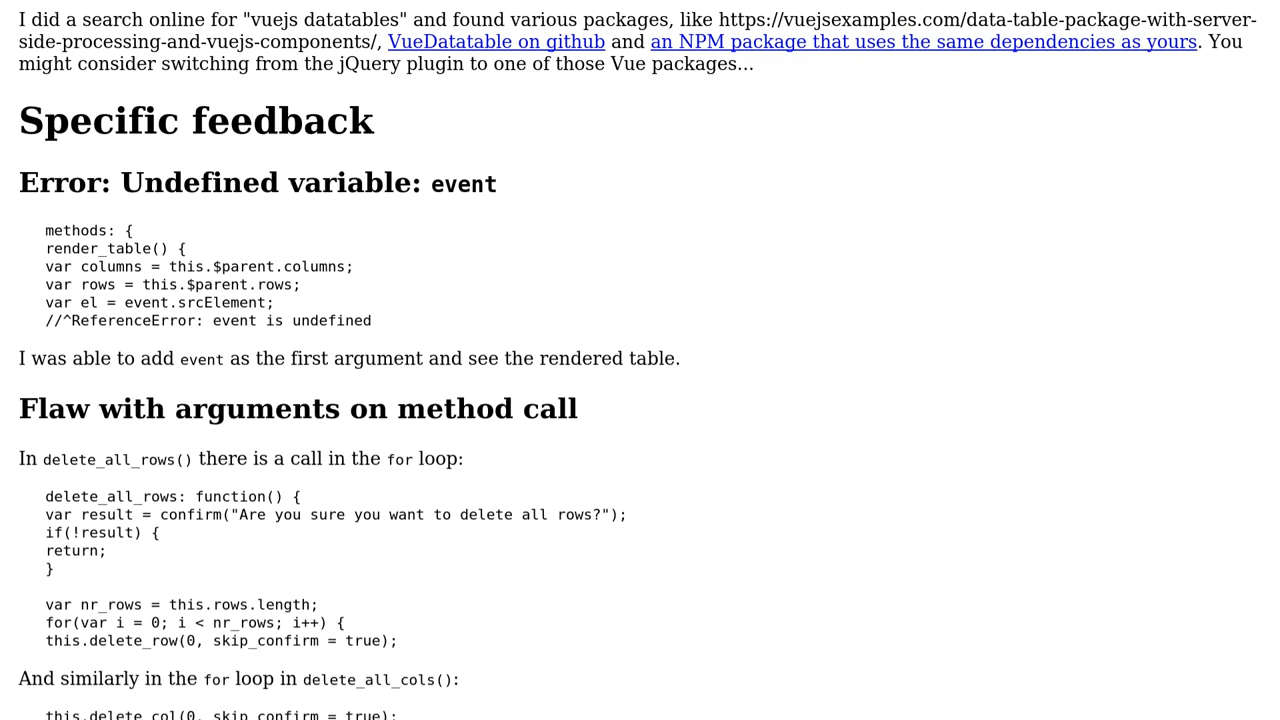 I did a search online for "vuejs datatables" and found various packages, like https://vuejsexamples.com/data-table-package-with-server-
side-processing-and-vuejs-components/, VueDatatable on github and an NPM package that uses the same dependencies as yours. You
might consider switching from the jQuery plugin to one of those Vue packages...
Specific feedback
Error: Undefined variable: event
methods: {
render_table() {
var columns = this.$parent.columns;
var rows = this.$parent.rows;
var el = event.srcElement;
//^ReferenceError: event is undefined
I was able to add event as the first argument and see the rendered table.
Flaw with arguments on method call
In delete_all_rows() there is a call in the for loop:
delete_all_rows: function() {
var result = confirm("Are you sure you want to delete all rows?");
if(!result) {
return;
}
var nr_rows = this.rows.length;
for(var i = 0; i < nr_rows; i++) {
this.delete_row(0, skip_confirm = true);
And similarly in the for loop in delete_all_cols():
this.delete_col(0, skip_confirm = true);